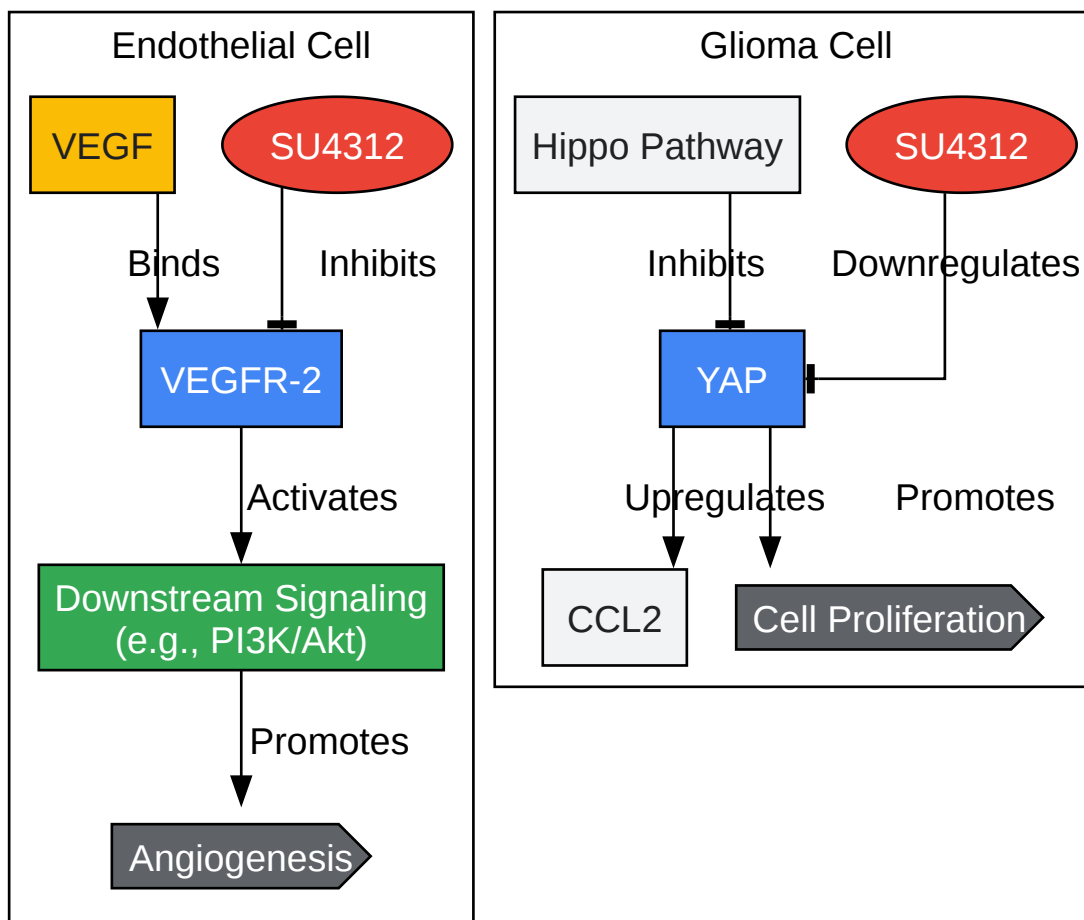 Endothelial Cell
VEGF
SU4312
Binds
Inhibits
VEGFR-2
Activates
Downstream Signaling
(e.g., PI3K/Akt)
Promotes
Angiogenesis
Glioma Cell
Hippo Pathway
SU4312
Inhibits
Downregulates
YAP
Upregulates
Promotes
CCL2
Cell Proliferation